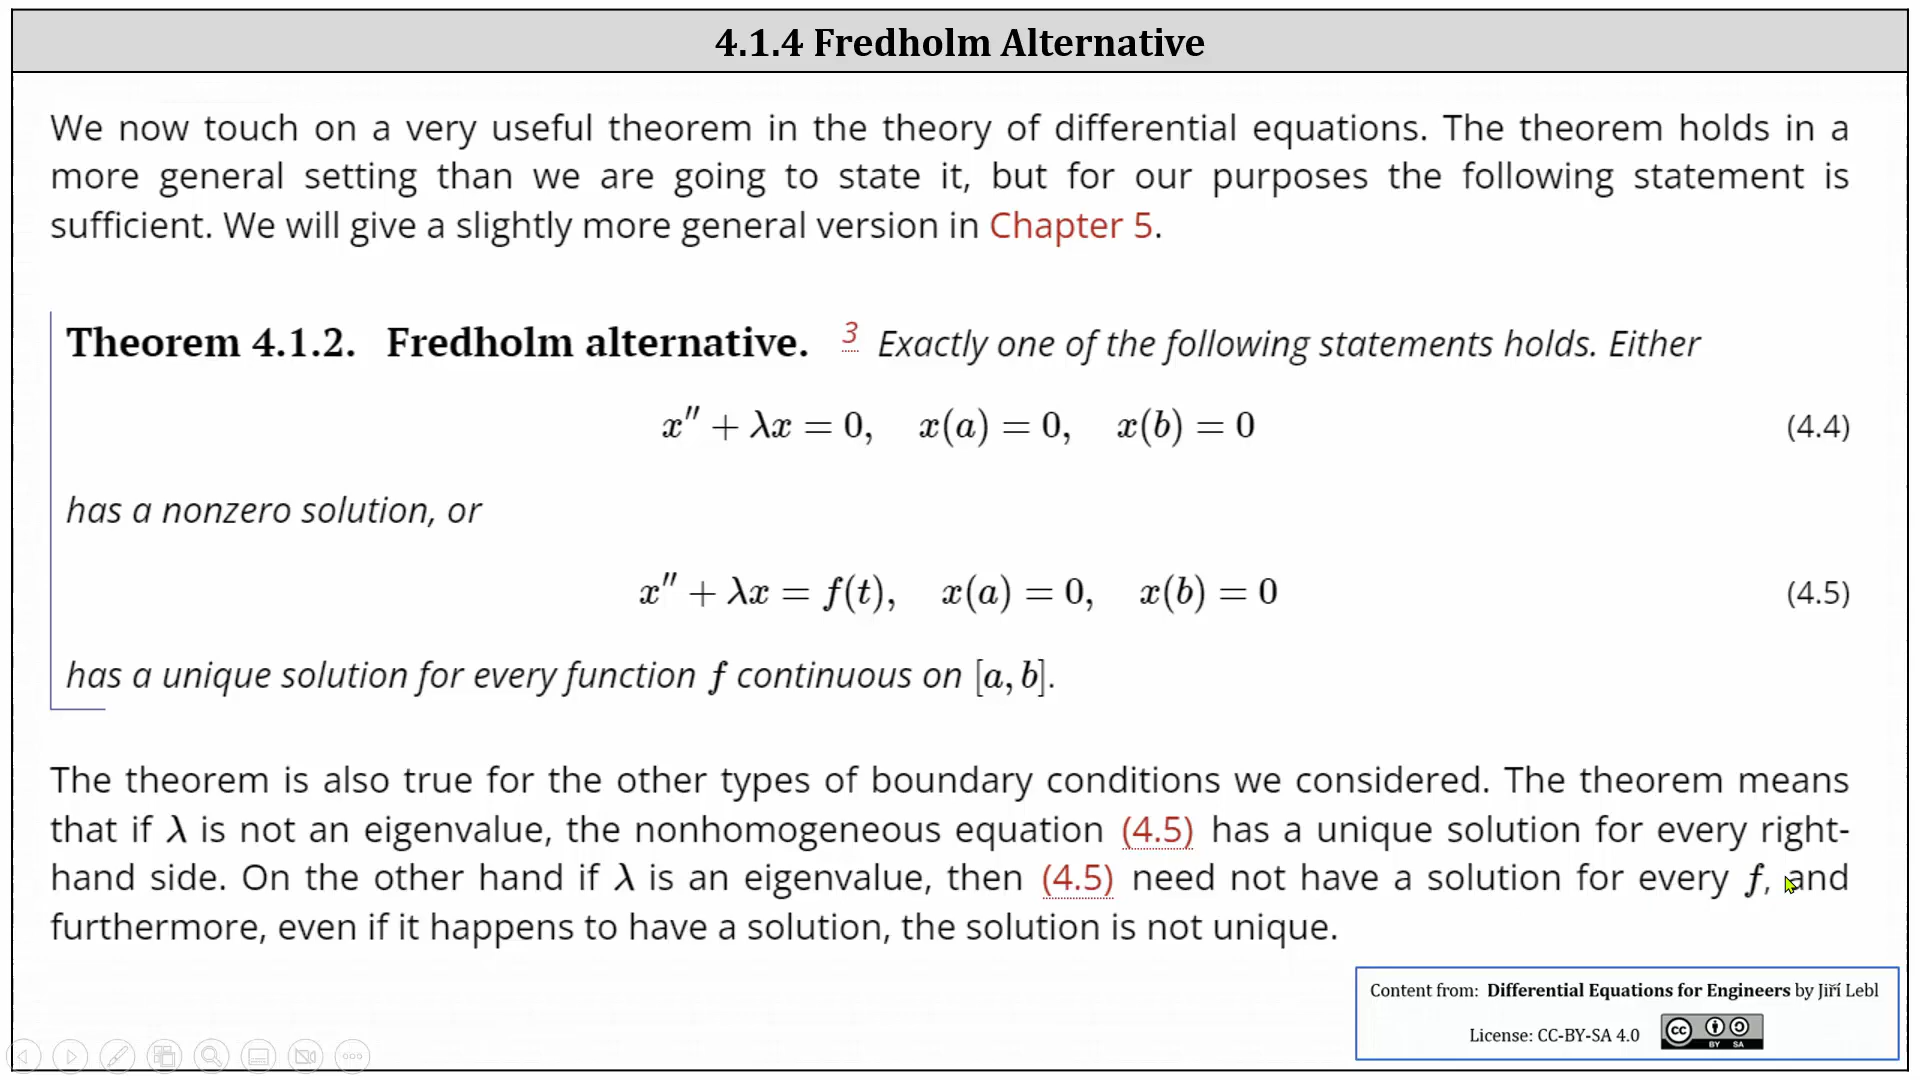 4.1.4 Fredholm Alternative
We now touch on a very useful theorem in the theory of differential equations. The theorem holds in a
more general setting than we are going to state it, but for our purposes the following statement is
sufficient. We will give a slightly more general version in Chapter 5.
Theorem 4.1.2. Fredholm alternative. 3 Exactly one of the following statements holds. Either
x″ + λx = 0, x(a) = 0, x(b) = 0 (4.4)
has a nonzero solution, or
x″ + λx = f(t), x(a) = 0, x(b) = 0 (4.5)
has a unique solution for every function f continuous on [a, b].
The theorem is also true for the other types of boundary conditions we considered. The theorem means
that if λ is not an eigenvalue, the nonhomogeneous equation (4.5) has a unique solution for every right-
hand side. On the other hand if λ is an eigenvalue, then (4.5) need not have a solution for every f, and
furthermore, even if it happens to have a solution, the solution is not unique.
Content from: Differential Equations for Engineers by Jiří Lebl
License: CC-BY-SA 4.0
cc BY SA